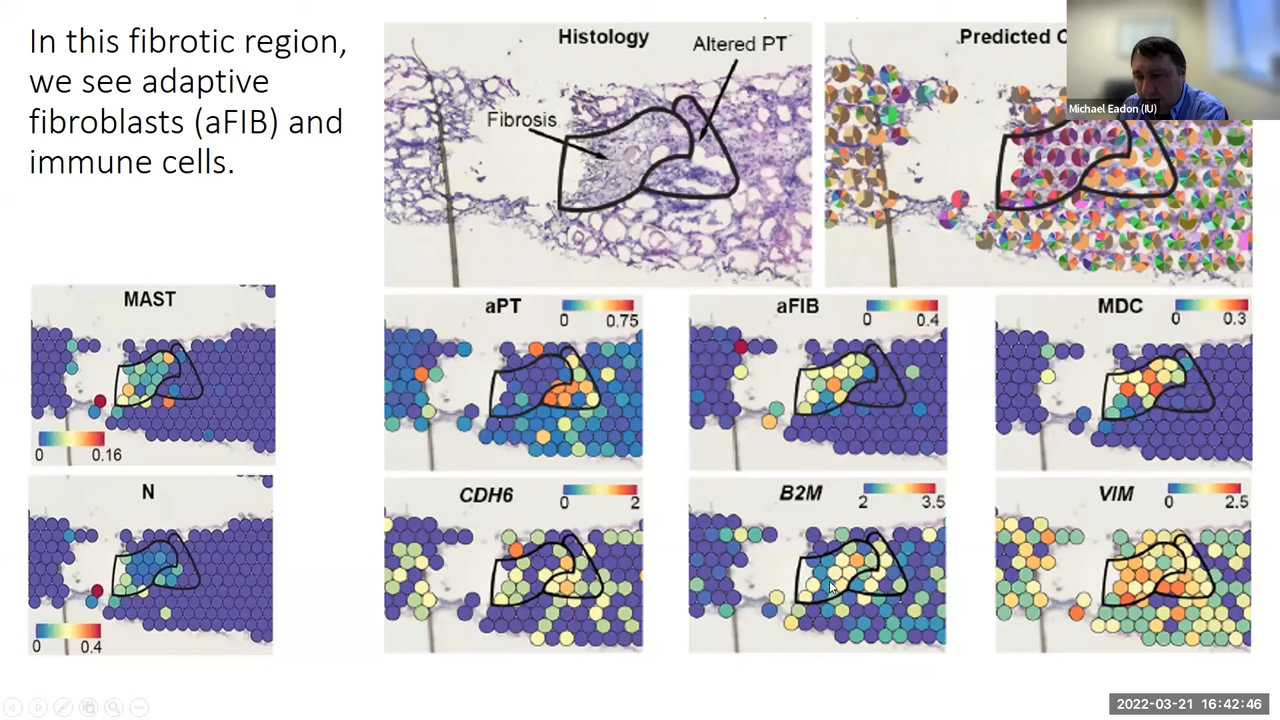 In this fibrotic region,
we see adaptive
fibroblasts (aFIB) and
immune cells.
Histology
Altered PT
Fibrosis
Predicted C
Michael Eadon (IU)
MAST
0 0.16
aPT
0 0.75
aFIB
0 0.4
MDC
0 0.3
N
0 0.4
CDH6
0 2
B2M
2 3.5
VIM
0 2.5
2022-03-21 16:42:46